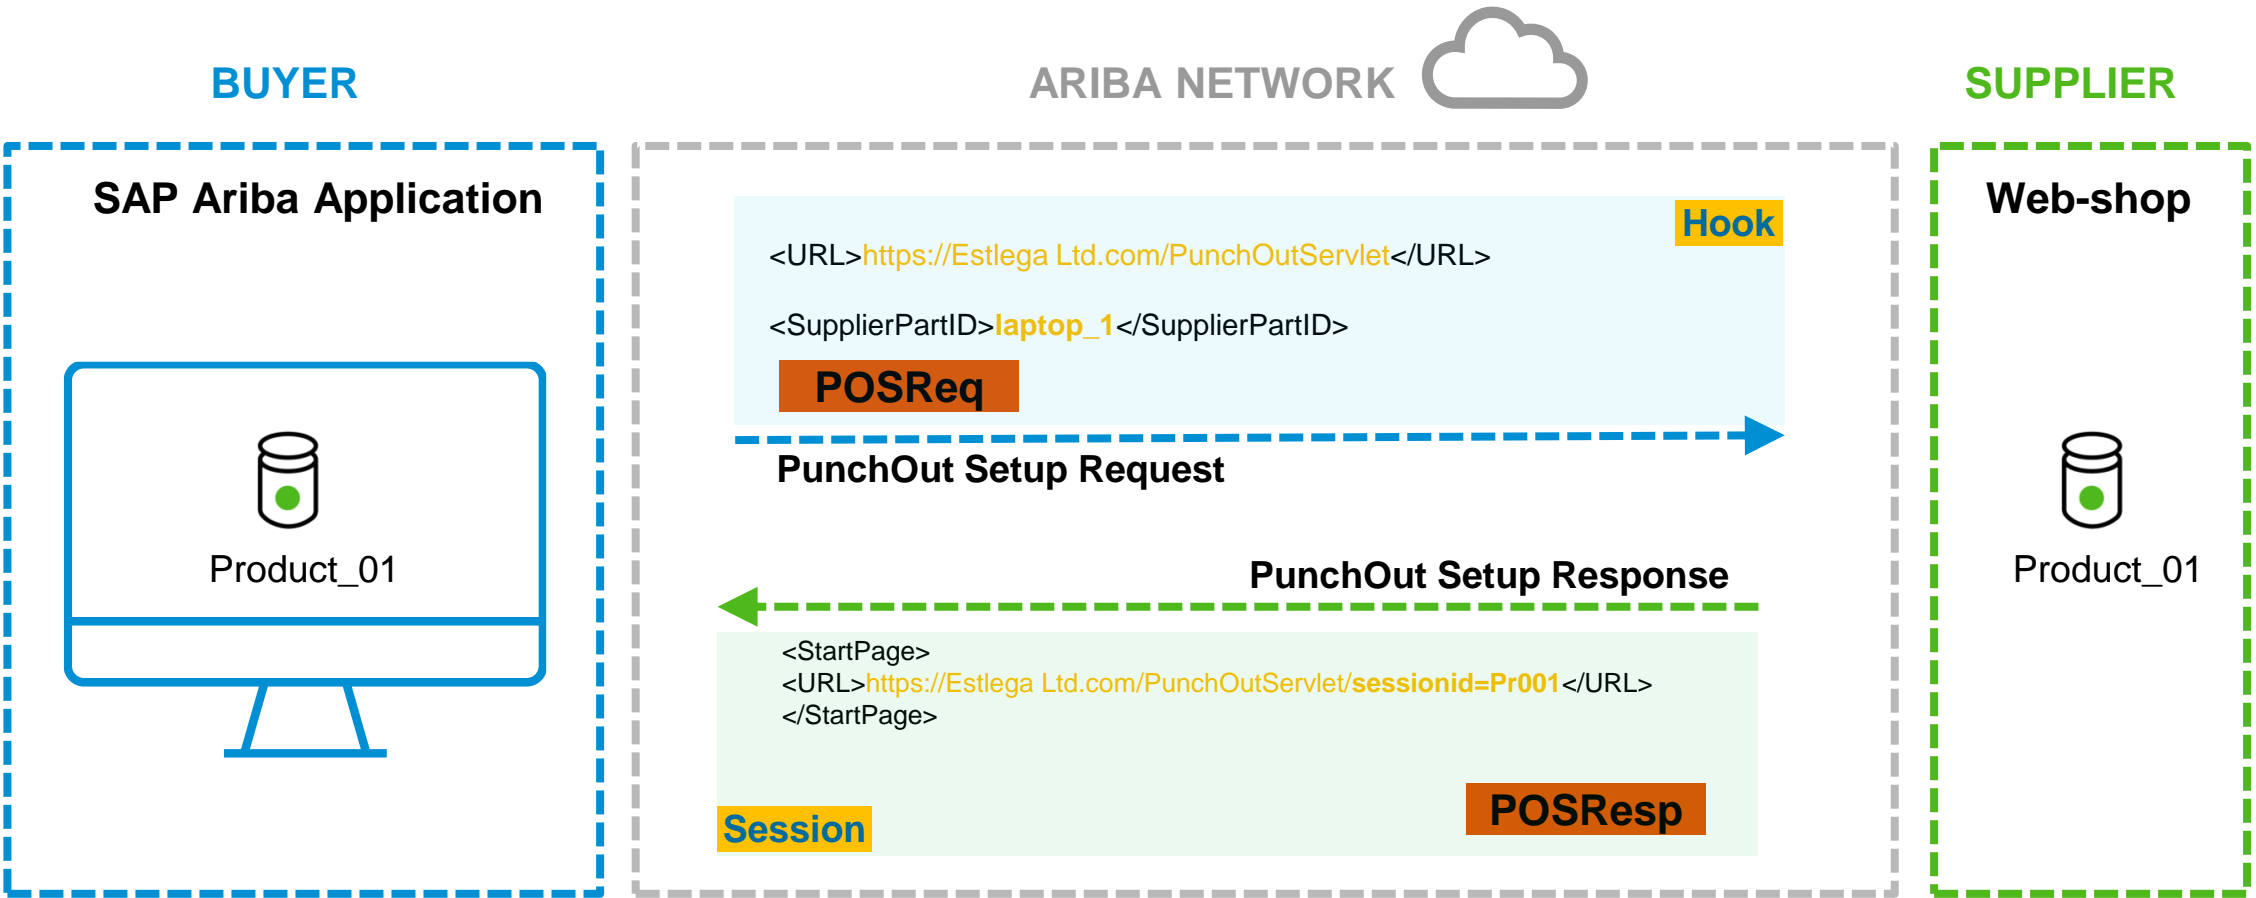 BUYER
ARIBA NETWORK
SUPPLIER
SAP Ariba Application
Product_01
Hook
<URL>https://Estlega Ltd.com/PunchOutServlet</URL>
<SupplierPartID>laptop_1</SupplierPartID>
POSReq
PunchOut Setup Request
PunchOut Setup Response
<StartPage>
<URL>https://Estlega Ltd.com/PunchOutServlet/sessionid=Pr001</URL>
</StartPage>
POSResp
Session
Web-shop
Product_01